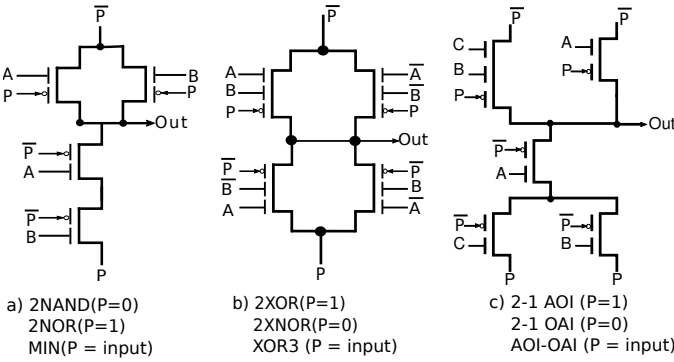 P̅ P̅ P̅
A B
P P
Out
P̅
A
P̅
B
P
A A̅
B B̅
P P
Out
P̅ P̅
B̅ B
A A̅
P
C A
B P
P
Out
P̅
A
P̅ P̅
C B
P P
a) 2NAND(P=0)
2NOR(P=1)
MIN(P = input)
b) 2XOR(P=1)
2XNOR(P=0)
XOR3 (P = input)
c) 2-1 AOI (P=1)
2-1 OAI (P=0)
AOI-OAI (P = input)